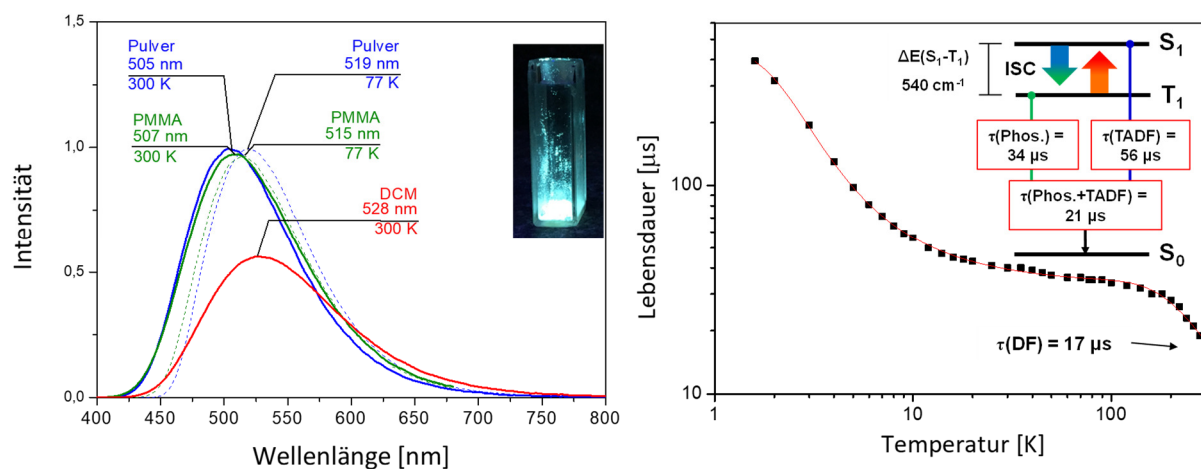 Intensität
1,5
1,0
0,5
0,0
400 450 500 550 600 650 700 750 800
Wellenlänge [nm]
Pulver
505 nm
300 K
Pulver
519 nm
77 K
PMMA
507 nm
300 K
PMMA
515 nm
77 K
DCM
528 nm
300 K
Lebensdauer [µs]
100
10
1 10 100
Temperatur [K]
S₁
ΔE(S₁-T₁)
540 cm⁻¹
ISC
T₁
τ(Phos.) =
34 µs
τ(TADF) =
56 µs
τ(Phos.+TADF) =
21 µs
S₀
τ(DF) = 17 µs